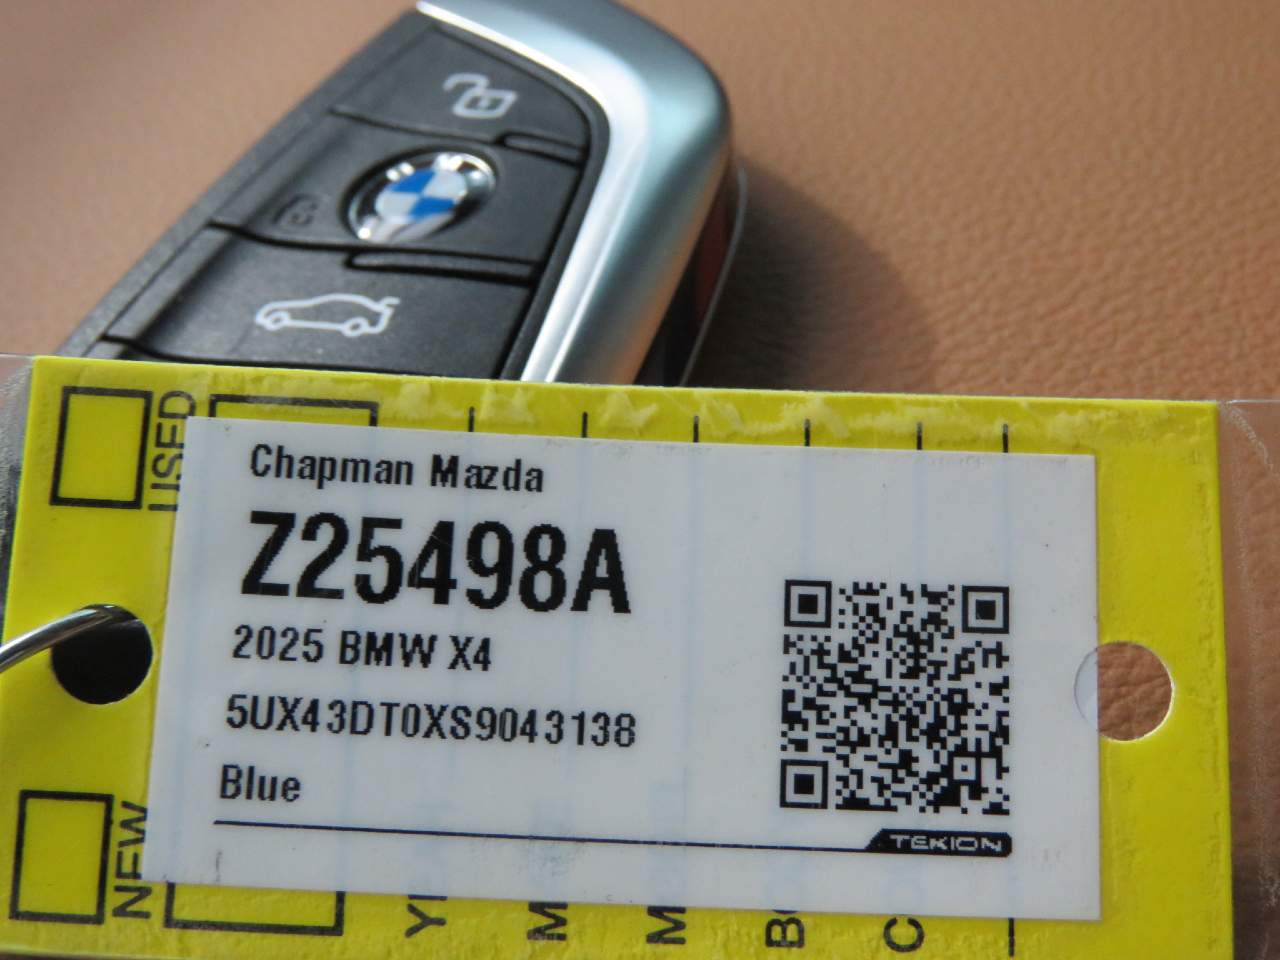 USED
Chapman Mazda
Z25498A
2025 BMW X4
5UX43DT0XS9043138
Blue
TEKION
NEW